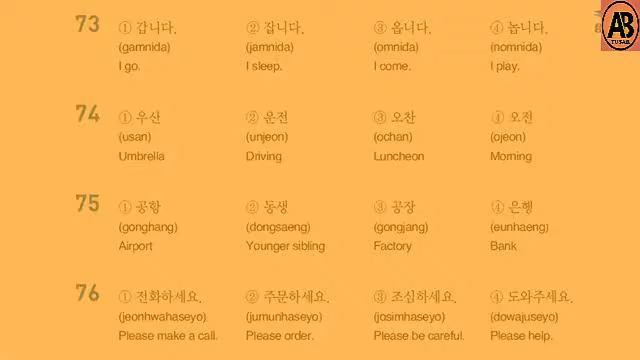 73 ① 갑니다. ② 잡니다. ③ 옵니다. ④ 놉니다.
(gamnida) (jamnida) (omnida) (nomnida)
I go. I sleep. I come. I play.
74 ① 우산 ② 운전 ③ 오찬 ④ 오전
(usan) (unjeon) (ochan) (ojeon)
Umbrella Driving Luncheon Morning
75 ① 공항 ② 동생 ③ 공장 ④ 은행
(gonghang) (dongsaeng) (gongjang) (eunhaeng)
Airport Younger sibling Factory Bank
76 ① 전화하세요. ② 주문하세요. ③ 조심하세요. ④ 도와주세요.
(jeonhwahaseyo) (jumunhaseyo) (josimhaseyo) (dowajuseyo)
Please make a call. Please order. Please be careful. Please help.
AB